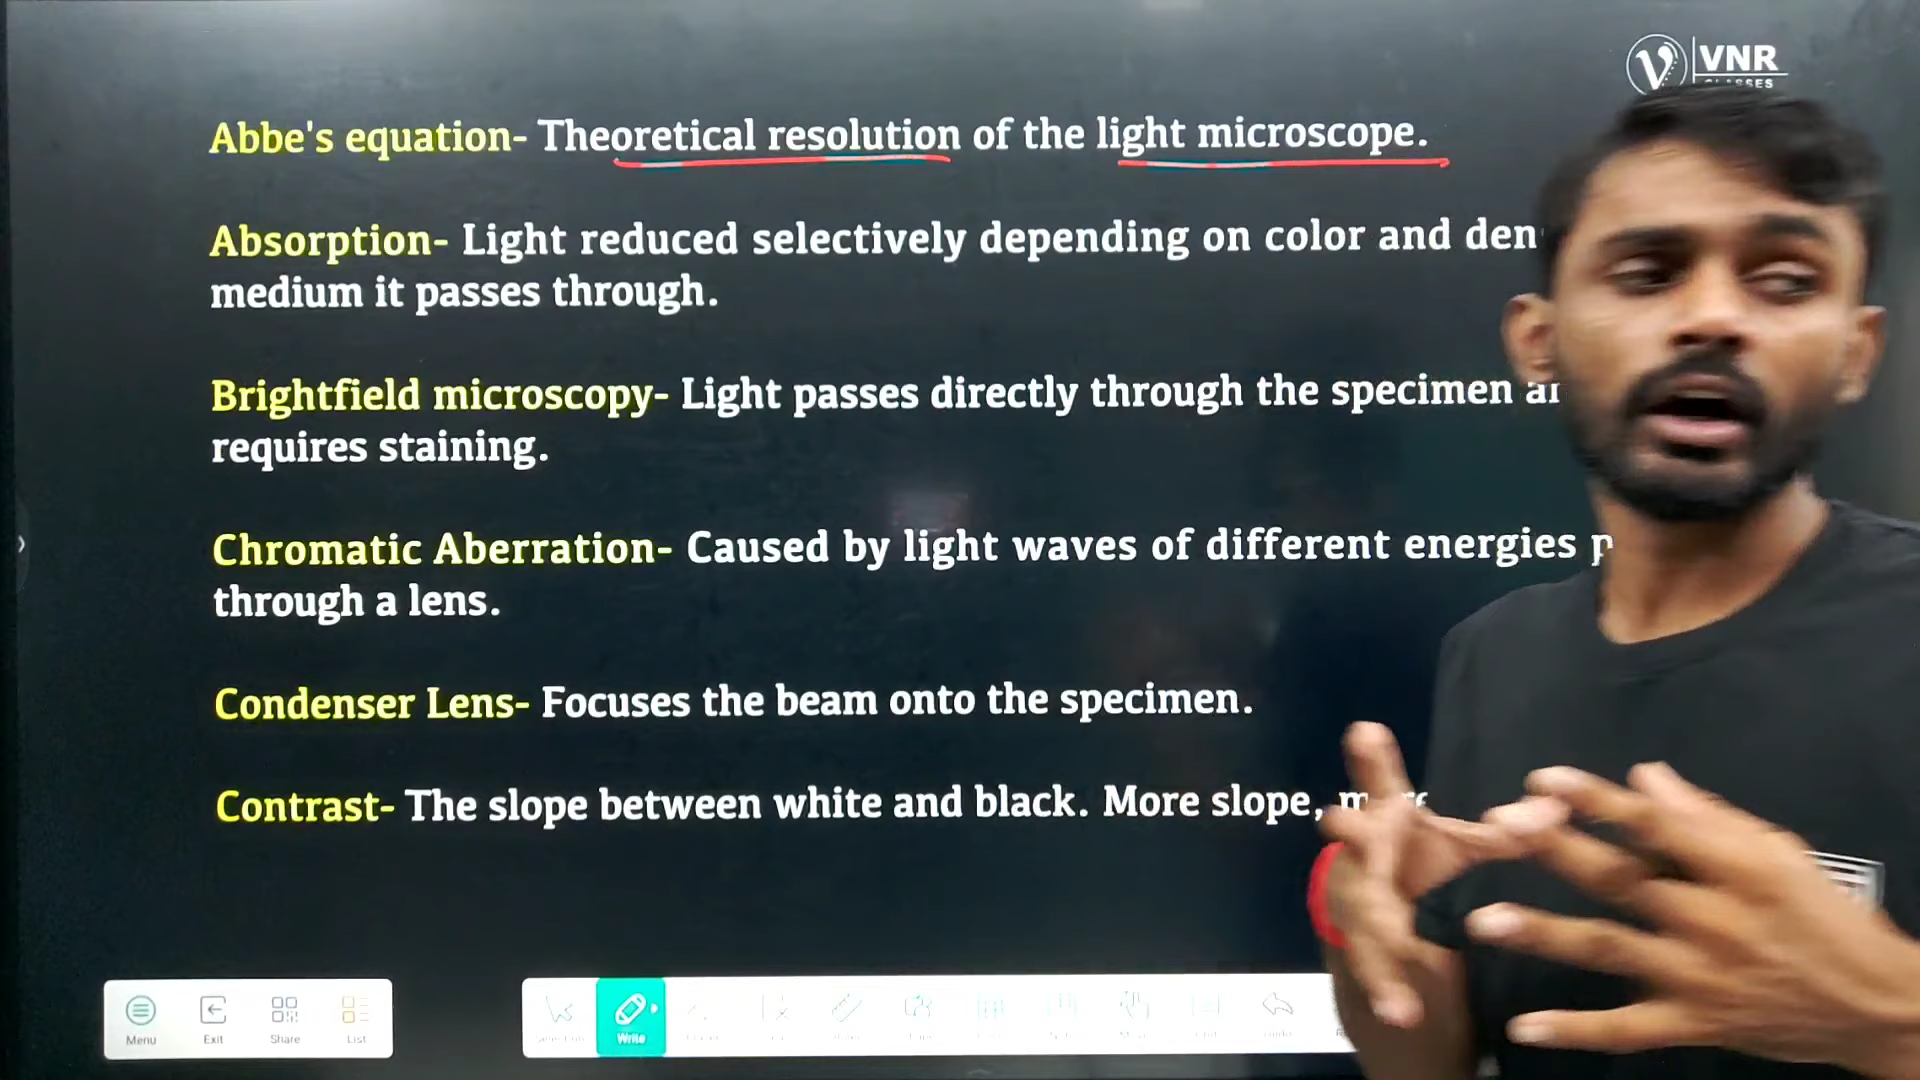 VNR
CLASSES
Abbe's equation- Theoretical resolution of the light microscope.
Absorption- Light reduced selectively depending on color and
medium it passes through.
Brightfield microscopy- Light passes directly through the specimen
requires staining.
Chromatic Aberration- Caused by light waves of different energies
through a lens.
Condenser Lens- Focuses the beam onto the specimen.
Contrast- The slope between white and black. More slope,
Menu Exit Share List Write